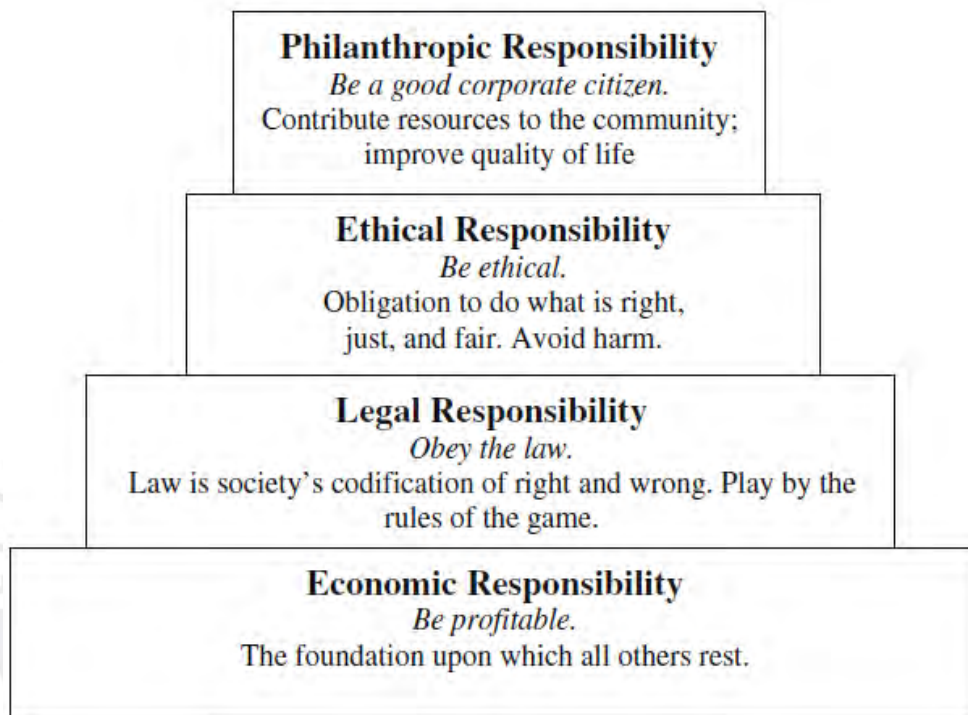 Philanthropic Responsibility
Be a good corporate citizen.
Contribute resources to the community;
improve quality of life
Ethical Responsibility
Be ethical.
Obligation to do what is right,
just, and fair. Avoid harm.
Legal Responsibility
Obey the law.
Law is society’s codification of right and wrong. Play by the
rules of the game.
Economic Responsibility
Be profitable.
The foundation upon which all others rest.